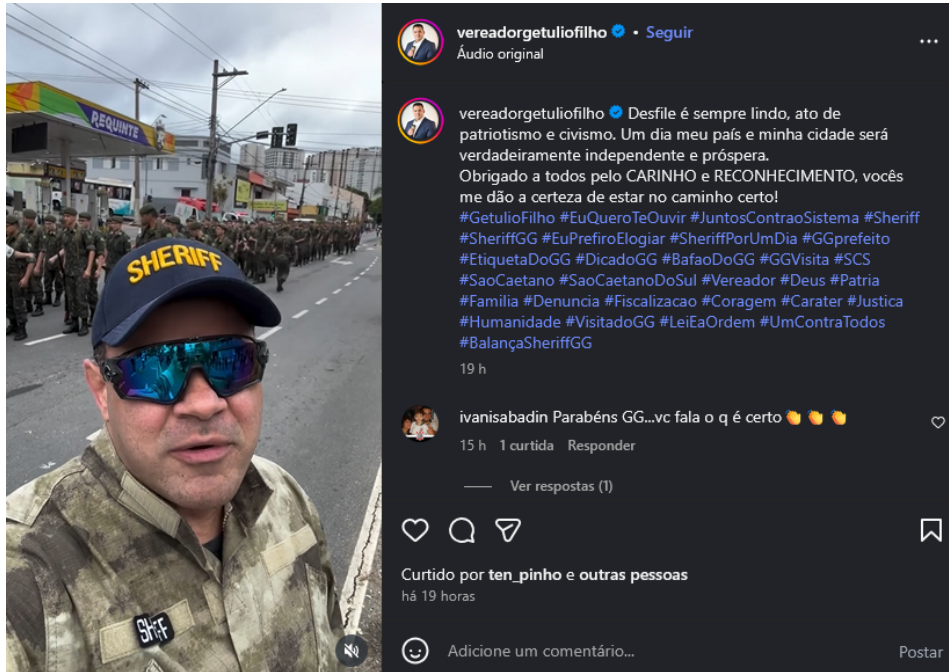 REQUINTE
SHERIFF
SHFF
vereadorgetuliofilho • Seguir
Áudio original
vereadorgetuliofilho Desfile é sempre lindo, ato de
patriotismo e civismo. Um dia meu país e minha cidade será
verdadeiramente independente e próspera.
Obrigado a todos pelo CARINHO e RECONHECIMENTO, vocês
me dão a certeza de estar no caminho certo!
#GetulioFilho #EuQueroTeOuvir #JuntosContraoSistema #Sheriff
#SheriffGG #EuPrefiroElogiar #SheriffPorUmDia #GGprefeito
#EtiquetaDoGG #DicadoGG #BafaoDoGG #GGVisita #SCS
#SaoCaetano #SaoCaetanoDoSul #Vereador #Deus #Patria
#Familia #Denuncia #Fiscalizacao #Coragem #Carater #Justica
#Humanidade #VisitadoGG #LeiEaOrdem #UmContraTodos
#BalançaSheriffGG
19 h
ivanisabadin Parabéns GG...vc fala o q é certo 👏 👏 👏
15 h 1 curtida Responder
Ver respostas (1)
Curtido por ten_pinho e outras pessoas
há 19 horas
Adicione um comentário...
Postar